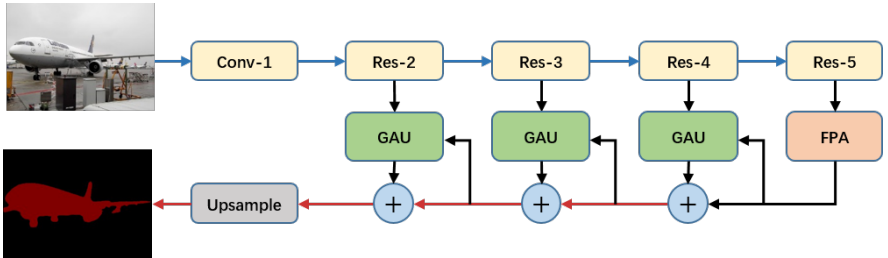 Conv-1
Res-2
Res-3
Res-4
Res-5
GAU
GAU
GAU
FPA
Upsample
+
+
+